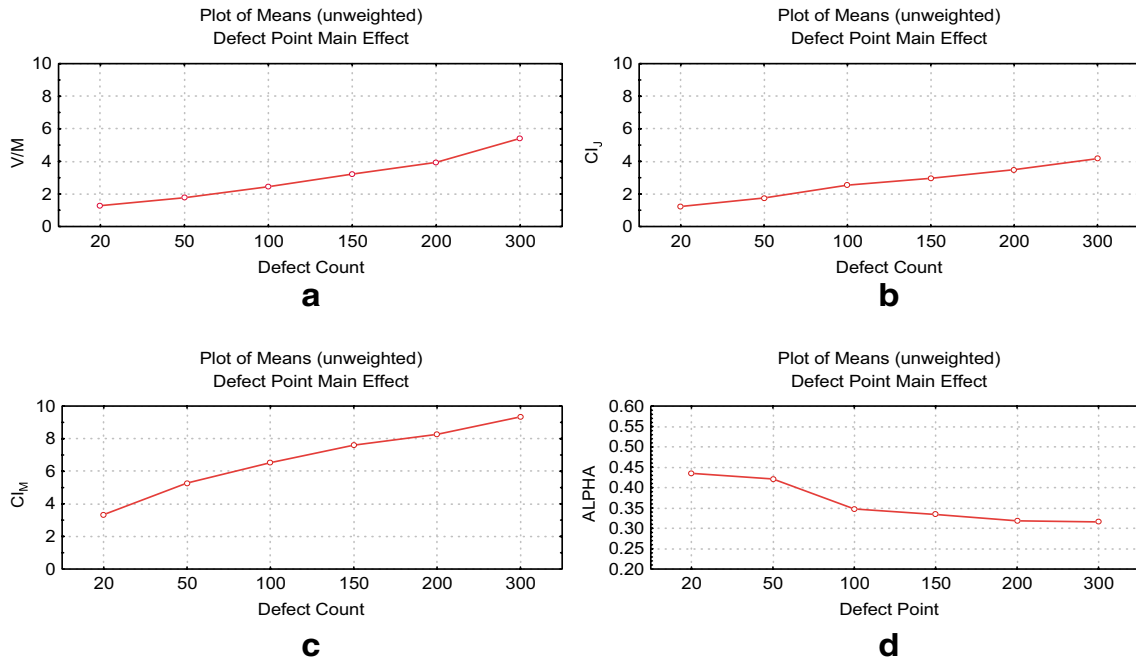 Plot of Means (unweighted)
Defect Point Main Effect
10
8
6
4
2
0
V/M
20 50 100 150 200 300
Defect Count
a
Plot of Means (unweighted)
Defect Point Main Effect
10
8
6
4
2
0
CIJ
20 50 100 150 200 300
Defect Count
b
Plot of Means (unweighted)
Defect Point Main Effect
10
8
6
4
2
0
CIM
20 50 100 150 200 300
Defect Count
c
Plot of Means (unweighted)
Defect Point Main Effect
0.60
0.55
0.50
0.45
0.40
0.35
0.30
0.25
0.20
ALPHA
20 50 100 150 200 300
Defect Point
d